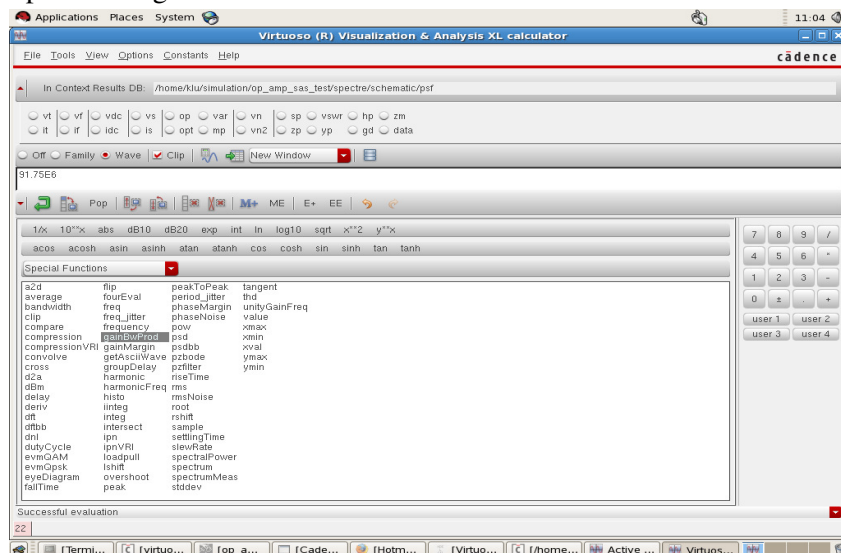 Applications Places System 11:04
Virtuoso (R) Visualization & Analysis XL calculator
File Tools View Options Constants Help cādence
In Context Results DB: /home/klu/simulation/op_amp_sas_test/spectre/schematic/psf
vt vf vdc vs op var vn sp vswr hp zm
it if idc is opt mp vn2 zp yp gd data
Off Family Wave Clip New Window
91.75E6
Pop M+ ME E+ EE
1/x 10**x abs dB10 dB20 exp int ln log10 sqrt x**2 y**x
acos acosh asin asinh atan atanh cos cosh sin sinh tan tanh
Special Functions
a2d flip peakToPeak tangent
average fourEval period_jitter thd
bandwidth freq phaseMargin unityGainFreq
clip freq_jitter phaseNoise value
compare frequency pow xmax
compression gainBwProd psd xmin
compressionVRI gainMargin psdbb xval
convolve getAsciiWave pzbode ymax
cross groupDelay pzfilter ymin
d2a harmonic riseTime
dBm harmonicFreq rms
delay histo rmsNoise
deriv iinteg root
dft integ rshift
dftbb intersect sample
dnl ipn settlingTime
dutyCycle ipnVRI slewRate
evmQAM loadpull spectralPower
evmQpsk lshift spectrum
eyeDiagram overshoot spectrumMeas
fallTime peak stddev
7 8 9 /
4 5 6 *
1 2 3 -
0 ± . +
user 1 user 2
user 3 user 4
Successful evaluation
22
[Termi... [virtuo... [op_a... [Cade... [Hotm... [Virtuo... [/home... Active ... Virtuos...